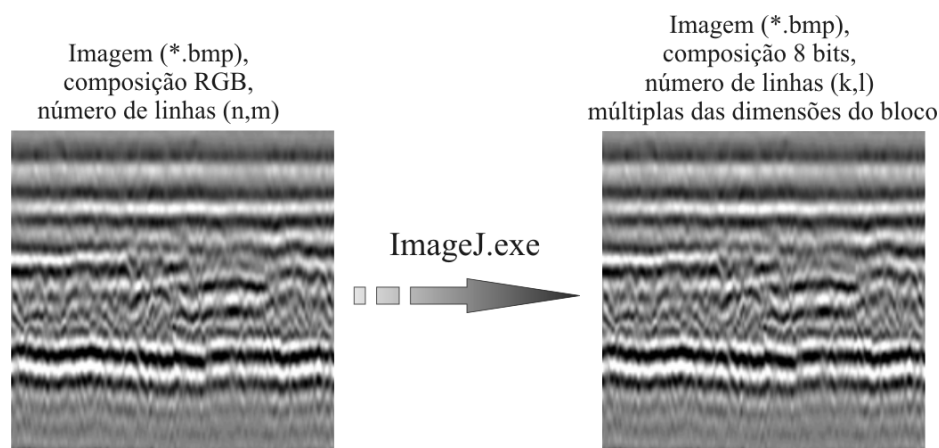 Imagem (*.bmp),
composição RGB,
número de linhas (n,m)
ImageJ.exe
Imagem (*.bmp),
composição 8 bits,
número de linhas (k,l)
múltiplas das dimensões do bloco